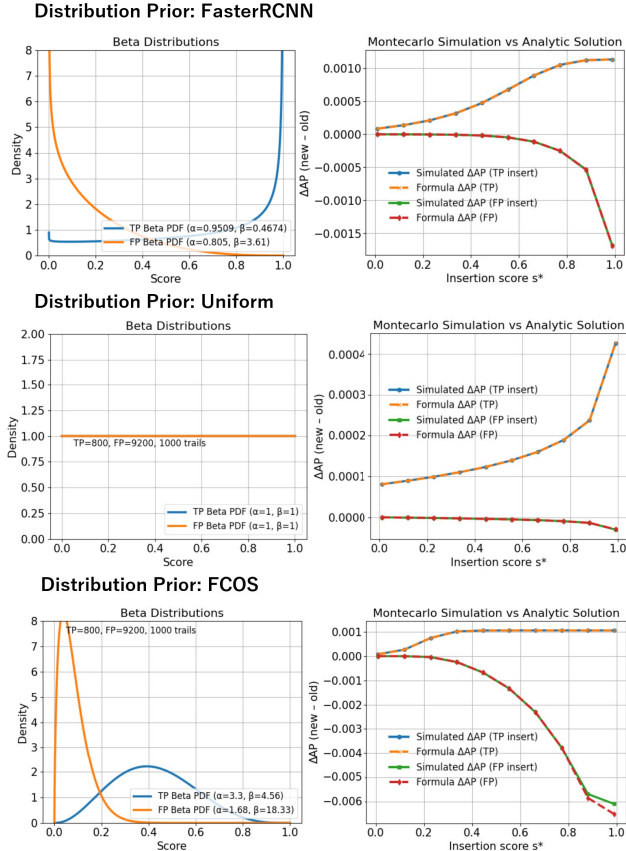 Distribution Prior: FasterRCNN
Beta Distributions
Density
8
7
6
5
4
3
2
1
0
TP Beta PDF (α=0.9509, β=0.4674)
FP Beta PDF (α=0.805, β=3.61)
0.0 0.2 0.4 0.6 0.8 1.0
Score
Montecarlo Simulation vs Analytic Solution
ΔAP (new – old)
0.0010
0.0005
0.0000
−0.0005
−0.0010
−0.0015
Simulated ΔAP (TP insert)
Formula ΔAP (TP)
Simulated ΔAP (FP insert)
Formula ΔAP (FP)
0.0 0.2 0.4 0.6 0.8 1.0
Insertion score s*
Distribution Prior: Uniform
Beta Distributions
Density
2.00
1.75
1.50
1.25
1.00
0.75
0.50
0.25
0.00
TP=800, FP=9200, 1000 trails
TP Beta PDF (α=1, β=1)
FP Beta PDF (α=1, β=1)
0.0 0.2 0.4 0.6 0.8 1.0
Score
Montecarlo Simulation vs Analytic Solution
ΔAP (new – old)
0.0004
0.0003
0.0002
0.0001
0.0000
Simulated ΔAP (TP insert)
Formula ΔAP (TP)
Simulated ΔAP (FP insert)
Formula ΔAP (FP)
0.0 0.2 0.4 0.6 0.8 1.0
Insertion score s*
Distribution Prior: FCOS
Beta Distributions
Density
8
7
6
5
4
3
2
1
0
TP=800, FP=9200, 1000 trails
TP Beta PDF (α=3.3, β=4.56)
FP Beta PDF (α=1.68, β=18.33)
0.0 0.2 0.4 0.6 0.8 1.0
Score
Montecarlo Simulation vs Analytic Solution
ΔAP (new – old)
0.001
0.000
−0.001
−0.002
−0.003
−0.004
−0.005
−0.006
Simulated ΔAP (TP insert)
Formula ΔAP (TP)
Simulated ΔAP (FP insert)
Formula ΔAP (FP)
0.0 0.2 0.4 0.6 0.8 1.0
Insertion score s*